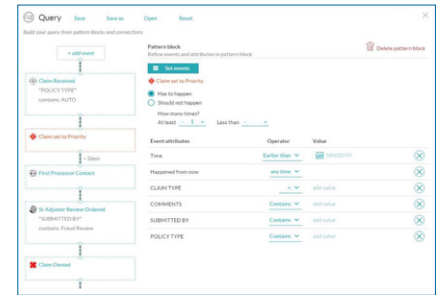 Query Save Save as Open Reset
Build your query from pattern blocks and connections
+ add event
Claim Received
"POLICY TYPE"
contains: AUTO
Claim set to Priority
First Processor Contact
Sr Adjuster Review Ordered
"SUBMITTED BY"
contains: Fraud Review
Claim Denied
Pattern block
Refine events and attributes in pattern block
Delete pattern block
Set events
Claim set to Priority
Has to happen
Should not happen
How many times?
At least - 1 + Less than - +
Event attributes Operator Value
Time Earlier than
Happened from now any time
CLAIM TYPE = add value
COMMENTS Contains add value
SUBMITTED BY Contains add value
POLICY TYPE Contains add value